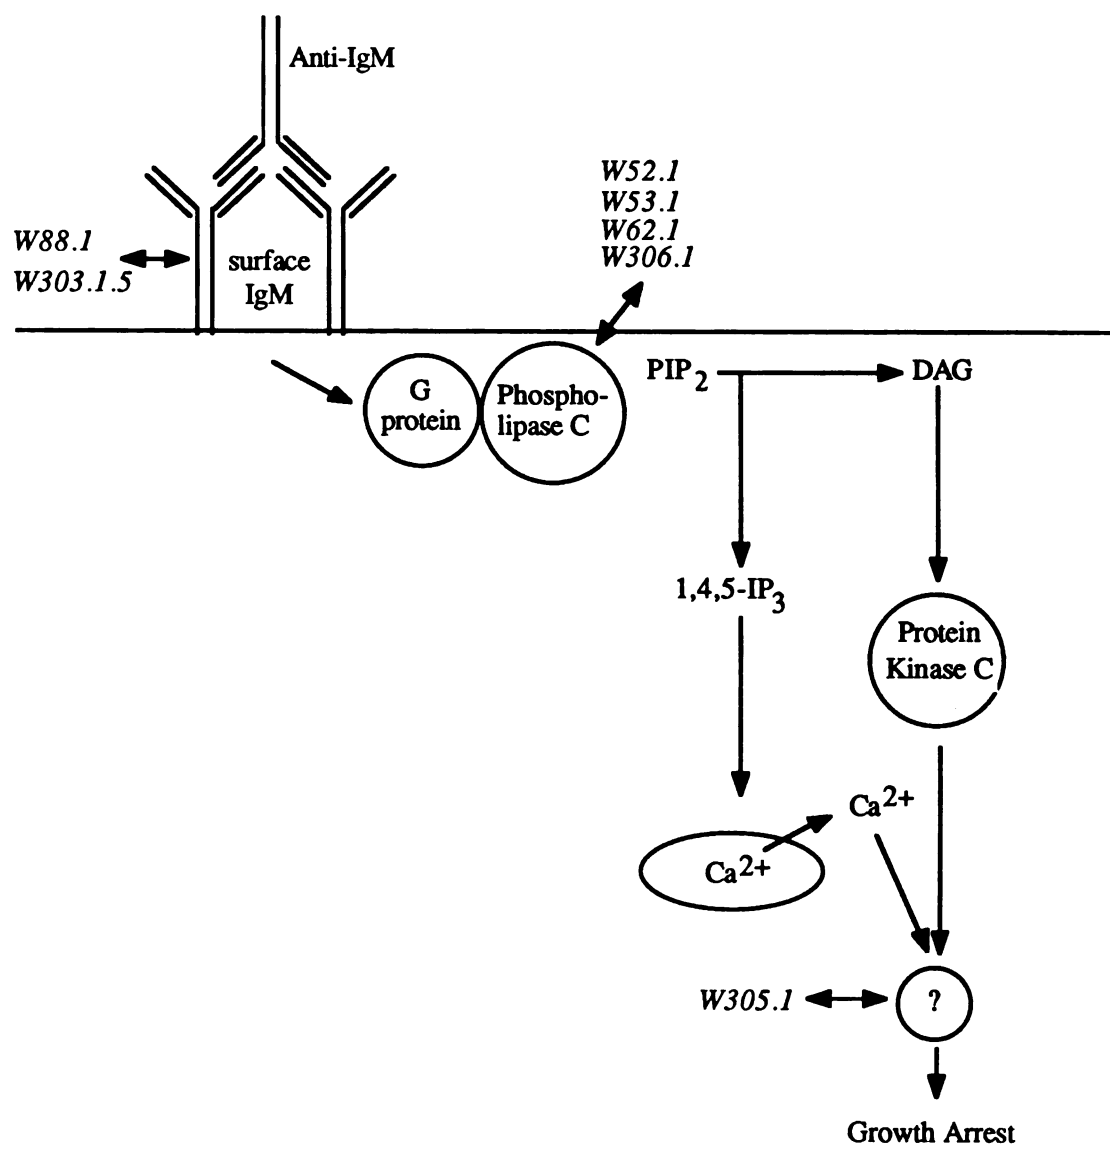 Anti-IgM
W52.1
W53.1
W62.1
W306.1
W88.1
W303.1.5
surface
IgM
G
protein
Phospho-
lipase C
PIP2
DAG
1,4,5-IP3
Protein
Kinase C
Ca2+
Ca2+
W305.1
?
Growth Arrest